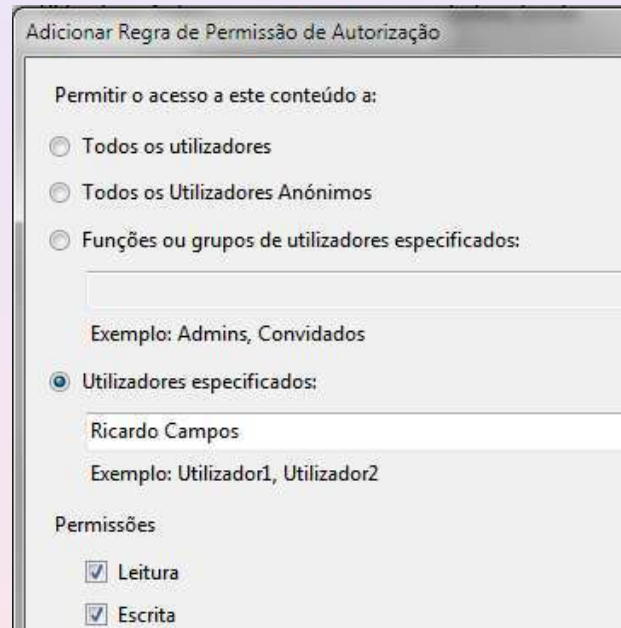 Adicionar Regra de Permissão de Autorização
Permitir o acesso a este conteúdo a:
Todos os utilizadores
Todos os Utilizadores Anónimos
Funções ou grupos de utilizadores especificados:
Exemplo: Admins, Convidados
Utilizadores especificados:
Ricardo Campos
Exemplo: Utilizador1, Utilizador2
Permissões
Leitura
Escrita